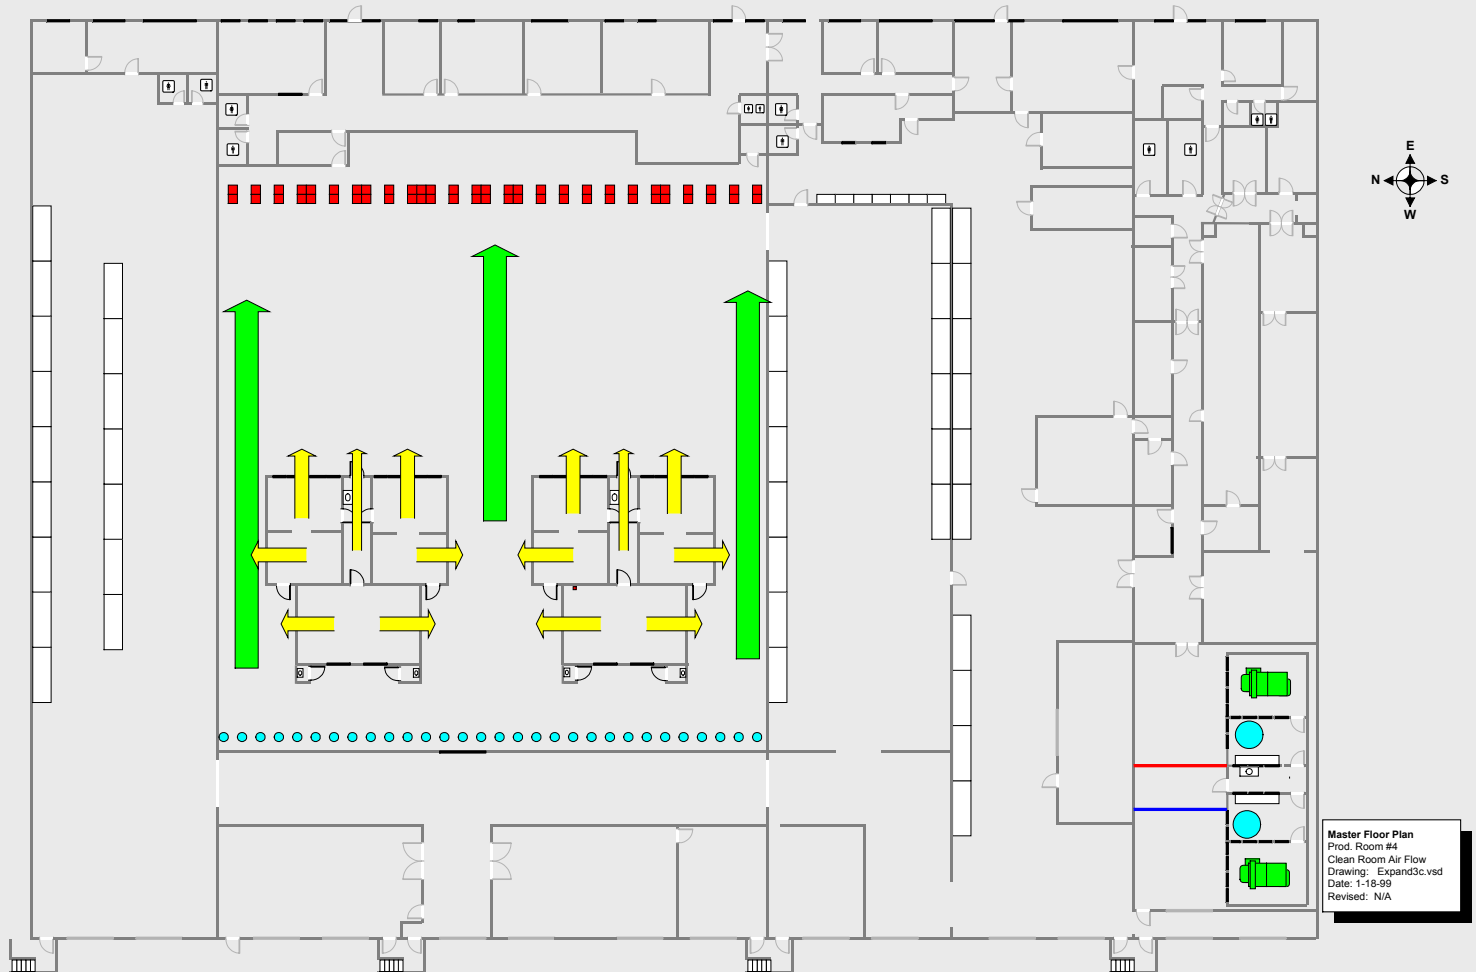 E
N S
W
Master Floor Plan
Prod. Room #4
Clean Room Air Flow
Drawing: Expand3c.vsd
Date: 1-18-99
Revised: N/A